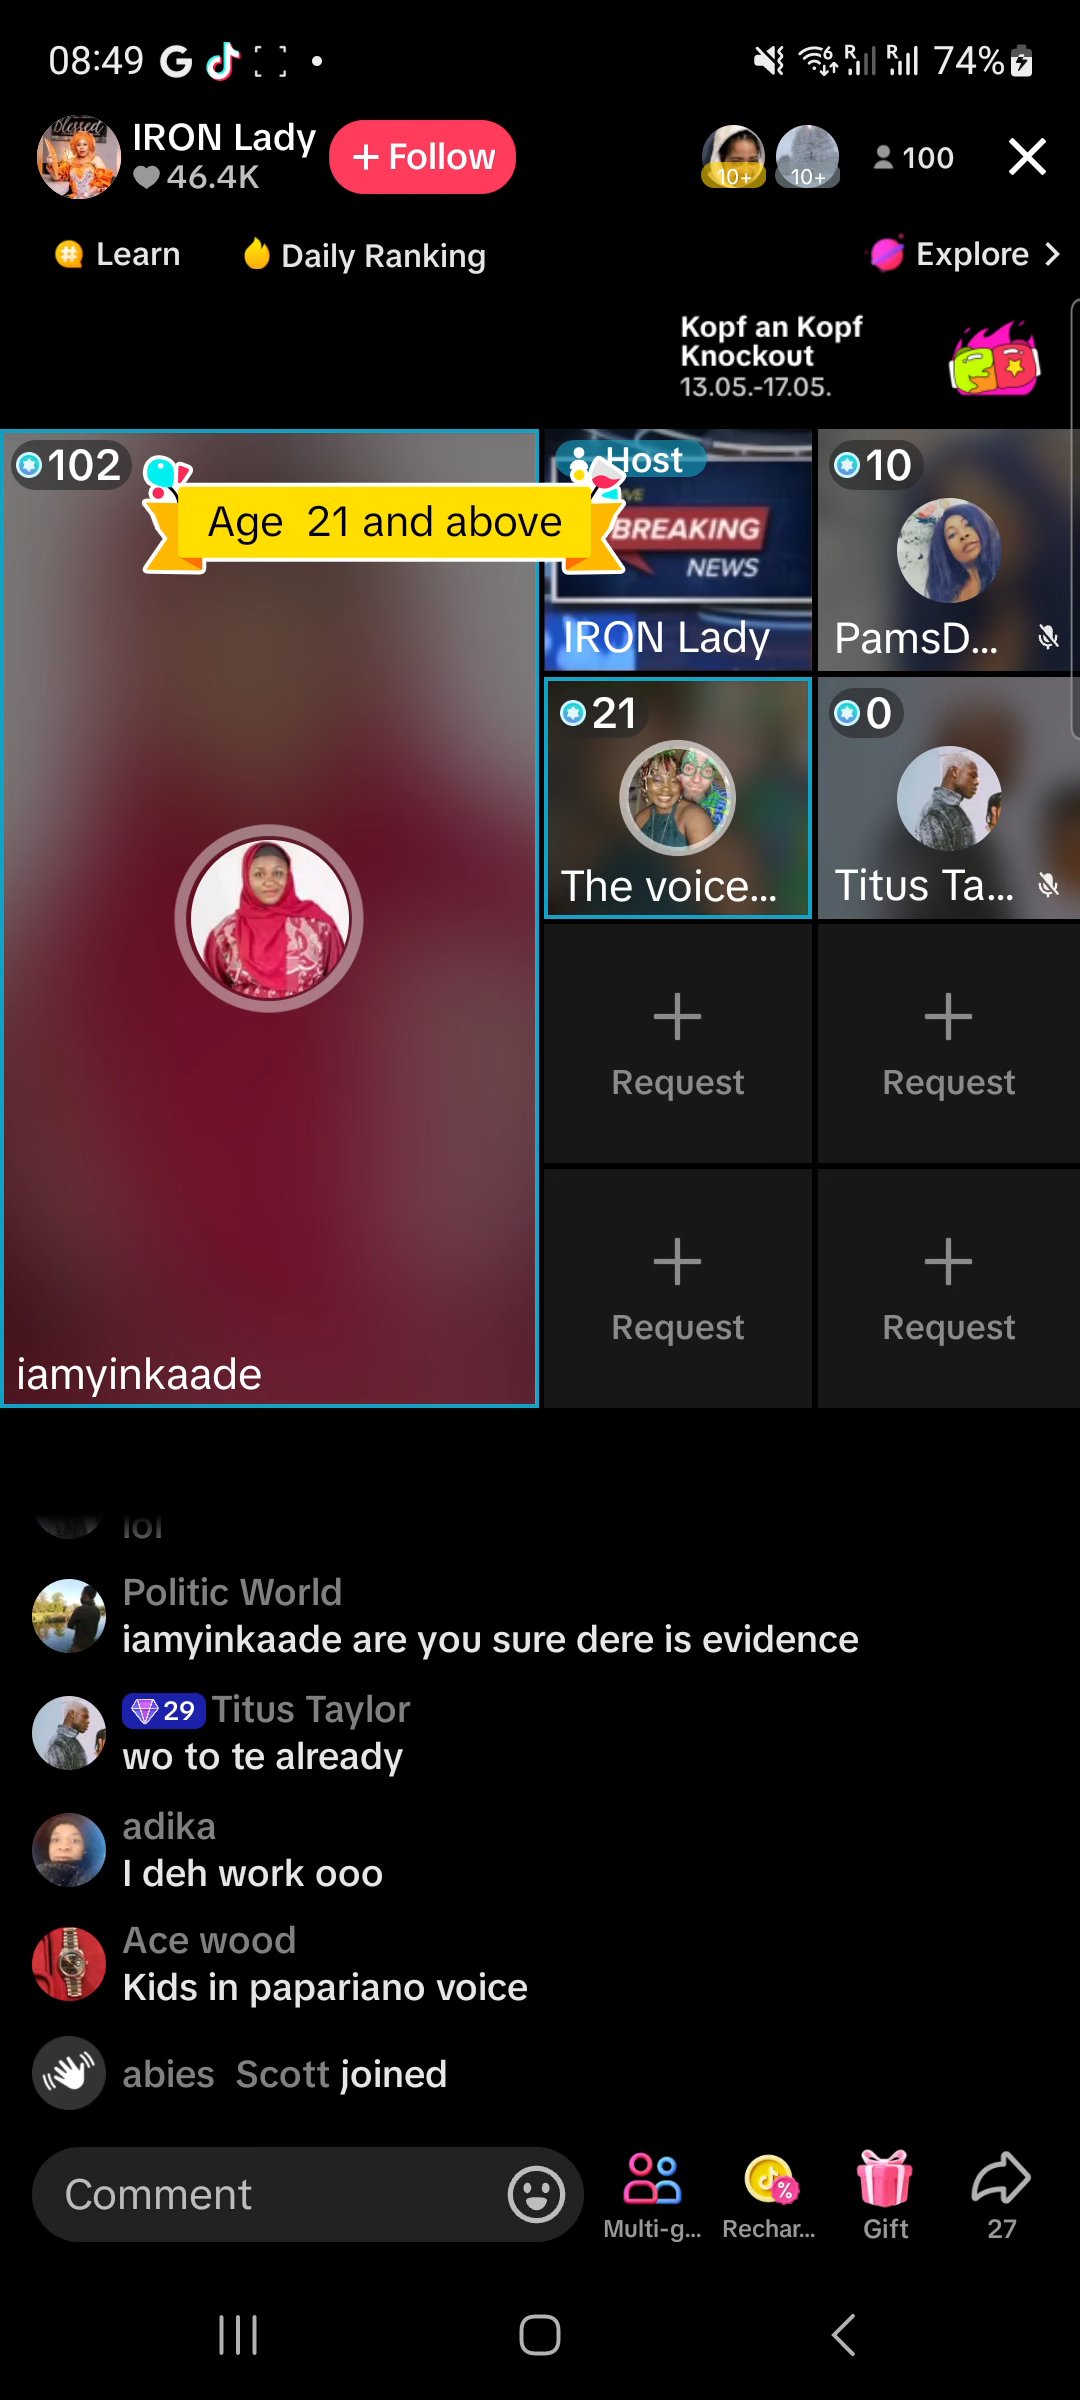 08:49
74%
Blessed
IRON Lady
46.4K
+ Follow
10+
10+
100
Learn
Daily Ranking
Explore
Kopf an Kopf
Knockout
13.05.-17.05.
102
Age 21 and above
Host
BREAKING
NEWS
IRON Lady
10
PamsD...
21
The voice...
0
Titus Ta...
Request
Request
Request
Request
iamyinkaade
lol
Politic World
iamyinkaade are you sure dere is evidence
29 Titus Taylor
wo to te already
adika
I deh work ooo
Ace wood
Kids in papariano voice
abies Scott joined
Comment
Multi-g...
Rechar...
Gift
27